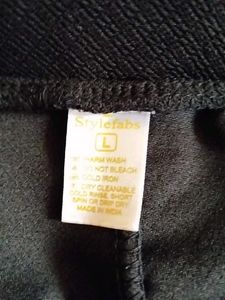 Stylefabs
L
WARM WASH
DO NOT BLEACH
COLD IRON
DRY CLEANABLE
COLD RINSE, SHORT
SPIN OR DRIP DRY
MADE IN INDIA